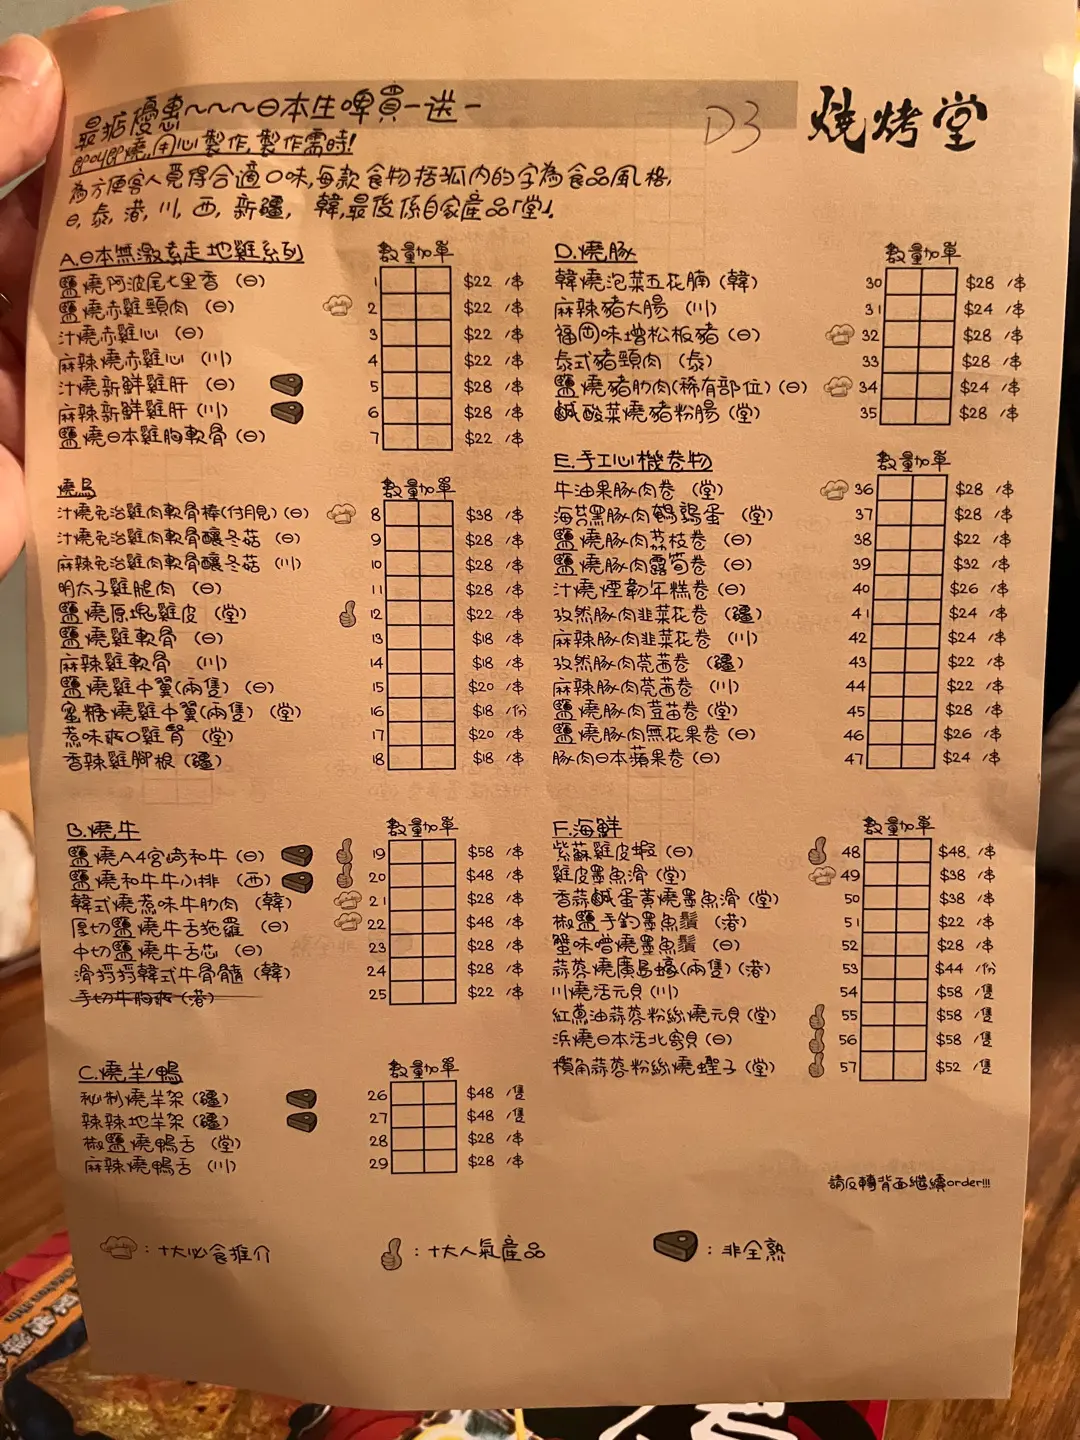 最抵優惠～～～日本生啤買一送一
D3
燒烤堂
即叫即燒,用心製作,製作需時!
為方便客人覓得合適口味,每款食物括弧內的字為食品風格,
日,泰,港,川,西,新疆,韓,最後係自家產品「堂」.
A.日本無激素走地雞系列 數量加單
鹽燒阿波尾七里香 (日) 1 $22 /串
鹽燒赤雞頸肉 (日) 2 $22 /串
汁燒赤雞心 (日) 3 $22 /串
麻辣燒赤雞心 (川) 4 $22 /串
汁燒新鮮雞肝 (日) 5 $28 /串
麻辣新鮮雞肝 (川) 6 $28 /串
鹽燒日本雞胸軟骨 (日) 7 $22 /串
燒鳥 數量加單
汁燒免治雞肉軟骨棒(付月見) (日) 8 $38 /串
汁燒免治雞肉軟骨釀冬菇 (日) 9 $28 /串
麻辣免治雞肉軟骨釀冬菇 (川) 10 $28 /串
明太子雞腿肉 (日) 11 $28 /串
鹽燒原塊雞皮 (堂) 12 $22 /串
鹽燒雞軟骨 (日) 13 $18 /串
麻辣雞軟骨 (川) 14 $18 /串
鹽燒雞中翼(兩隻) (日) 15 $20 /串
蜜糖燒雞中翼(兩隻) (堂) 16 $18 /份
惹味爽口雞腎 (堂) 17 $20 /串
香辣雞腳根 (疆) 18 $18 /串
B.燒牛 數量加單
鹽燒A4宮崎和牛 (日) 19 $58 /串
鹽燒和牛牛小排 (西) 20 $48 /串
韓式燒惹味牛肋肉 (韓) 21 $28 /串
厚切鹽燒牛舌拖羅 (日) 22 $48 /串
中切鹽燒牛舌芯 (日) 23 $28 /串
滑捋捋韓式牛骨髓 (韓) 24 $28 /串
手切牛胸爽 (港) 25 $22 /串
C.燒羊/鴨 數量加單
秘制燒羊架 (疆) 26 $48 /隻
辣辣地羊架 (疆) 27 $48 /隻
椒鹽燒鴨舌 (堂) 28 $28 /串
麻辣燒鴨舌 (川) 29 $28 /串
D.燒豚 數量加單
韓燒泡菜五花腩 (韓) 30 $28 /串
麻辣豬大腸 (川) 31 $24 /串
福岡味增松板豬 (日) 32 $28 /串
泰式豬頸肉 (泰) 33 $28 /串
鹽燒豬肋肉(稀有部位) (日) 34 $24 /串
鹹酸菜燒豬粉腸 (堂) 35 $28 /串
E.手工心機卷物 數量加單
牛油果豚肉卷 (堂) 36 $28 /串
海苔黑豚肉鵪鶉蛋 (堂) 37 $28 /串
鹽燒豚肉荔枝卷 (日) 38 $22 /串
鹽燒豚肉露筍卷 (日) 39 $32 /串
汁燒煙韌年糕卷 (日) 40 $26 /串
孜然豚肉韭菜花卷 (疆) 41 $24 /串
麻辣豚肉韭菜花卷 (川) 42 $24 /串
孜然豚肉莞茜卷 (疆) 43 $22 /串
麻辣豚肉莞茜卷 (川) 44 $22 /串
鹽燒豚肉荳苗卷 (堂) 45 $28 /串
鹽燒豚肉無花果卷 (日) 46 $26 /串
豚肉日本蘋果卷 (日) 47 $24 /串
F.海鮮 數量加單
紫蘇雞皮蝦 (日) 48 $48 /串
雞皮墨魚滑 (堂) 49 $38 /串
香蒜鹹蛋黃燒墨魚滑 (堂) 50 $38 /串
椒鹽手釣墨魚鬚 (港) 51 $22 /串
蟹味噌燒墨魚鬚 (日) 52 $28 /串
蒜蓉燒廣島蠔(兩隻) (港) 53 $44 /份
川燒活元貝 (川) 54 $58 /隻
紅蔥油蒜蓉粉絲燒元貝 (堂) 55 $58 /隻
浜燒日本活北寄貝 (日) 56 $58 /隻
欖角蒜蓉粉絲燒蟶子 (堂) 57 $52 /隻
請反轉背面繼續order!!!
：十大必食推介
：十大人氣產品
：非全熟